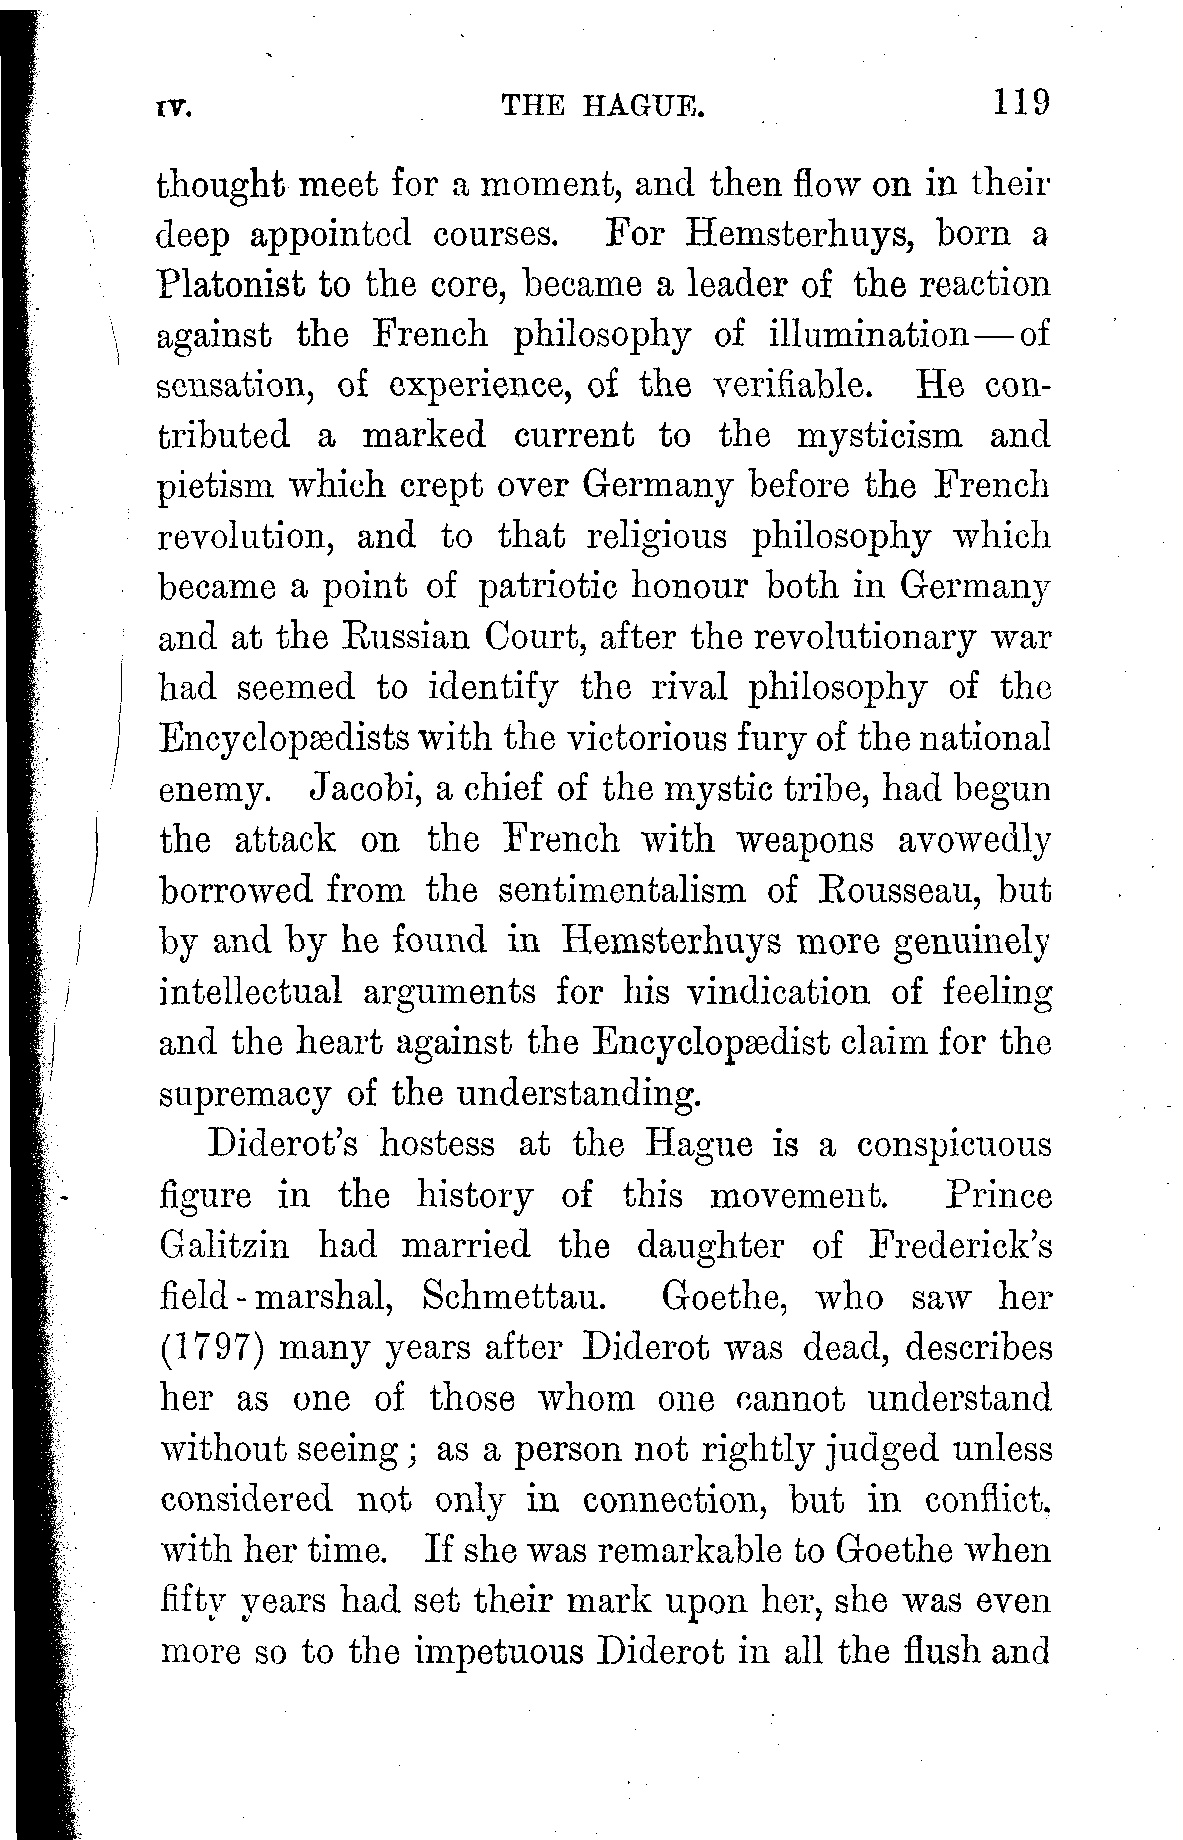 IV. THE HAGUE. 119
thought meet for a moment, and then flow on in their
deep appointed courses. For Hemsterhuys, born a
Platonist to the core, became a leader of the reaction
against the French philosophy of illumination—of
sensation, of experience, of the verifiable. He con-
tributed a marked current to the mysticism and
pietism which crept over Germany before the French
revolution, and to that religious philosophy which
became a point of patriotic honour both in Germany
and at the Russian Court, after the revolutionary war
had seemed to identify the rival philosophy of the
Encyclopædists with the victorious fury of the national
enemy. Jacobi, a chief of the mystic tribe, had begun
the attack on the French with weapons avowedly
borrowed from the sentimentalism of Rousseau, but
by and by he found in Hemsterhuys more genuinely
intellectual arguments for his vindication of feeling
and the heart against the Encyclopædist claim for the
supremacy of the understanding.
Diderot's hostess at the Hague is a conspicuous
figure in the history of this movement. Prince
Galitzin had married the daughter of Frederick's
field-marshal, Schmettau. Goethe, who saw her
(1797) many years after Diderot was dead, describes
her as one of those whom one cannot understand
without seeing; as a person not rightly judged unless
considered not only in connection, but in conflict,
with her time. If she was remarkable to Goethe when
fifty years had set their mark upon her, she was even
more so to the impetuous Diderot in all the flush and